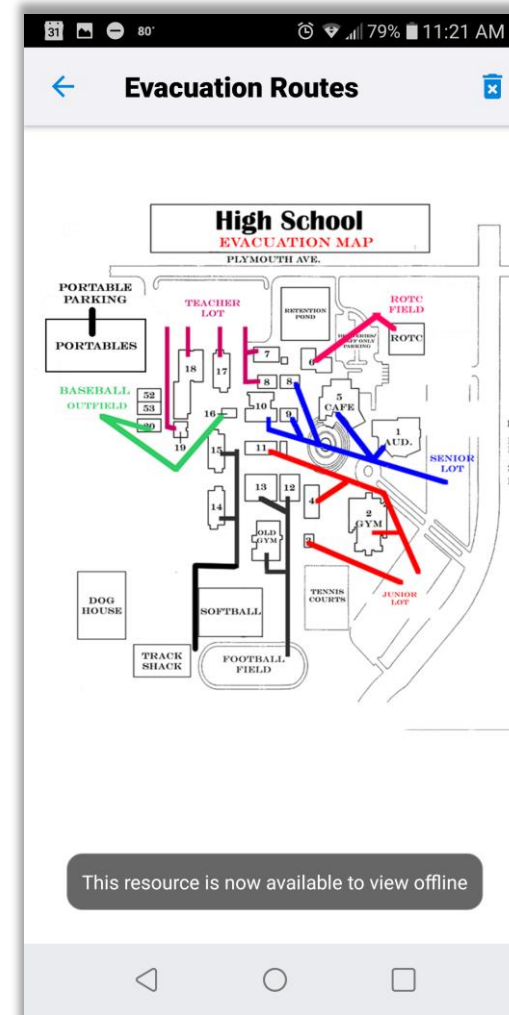 31 80° 79% 11:21 AM
Evacuation Routes
High School
EVACUATION MAP
PLYMOUTH AVE.
PORTABLE
PARKING
TEACHER
LOT
RETENTION
POND
ROTC
FIELD
PORTABLES
PARKING
ROTC
18
17
7
6
8
8
5
CAFE
BASEBALL
OUTFIELD
52
53
20
16
10
9
1
AUD.
19
15
11
SENIOR
LOT
14
13
12
4
2
GYM
OLD
GYM
3
DOG
HOUSE
SOFTBALL
TENNIS
COURTS
JUNIOR
LOT
TRACK
SHACK
FOOTBALL
FIELD
This resource is now available to view offline